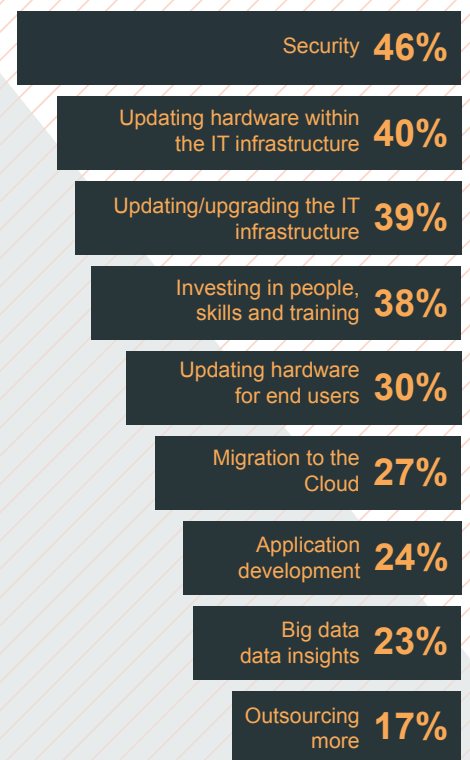 Security 46%
Updating hardware within
the IT infrastructure 40%
Updating/upgrading the IT
infrastructure 39%
Investing in people,
skills and training 38%
Updating hardware
for end users 30%
Migration to the
Cloud 27%
Application
development 24%
Big data
data insights 23%
Outsourcing
more 17%